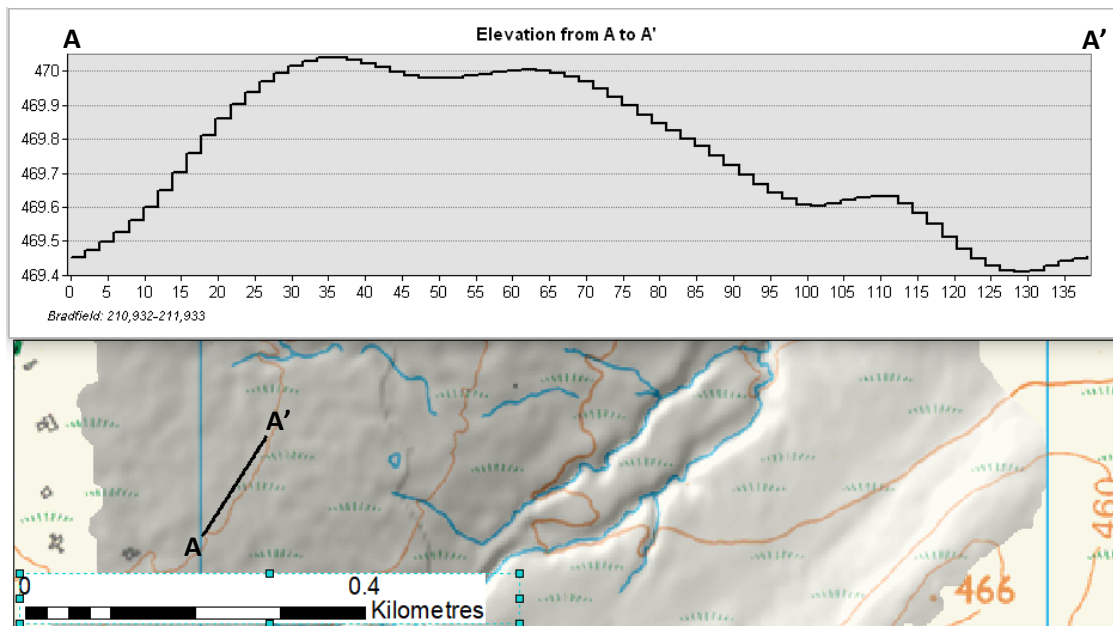 A
Elevation from A to A'
A'
470
469.9
469.8
469.7
469.6
469.5
469.4
0 5 10 15 20 25 30 35 40 45 50 55 60 65 70 75 80 85 90 95 100 105 110 115 120 125 130 135
Bradfield: 210,932-211,933
A'
A
460
466
0 0.4
Kilometres